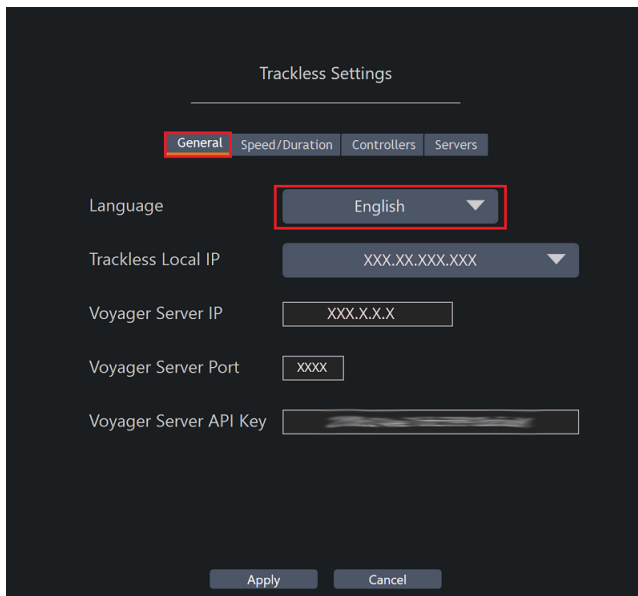 Trackless Settings
General Speed/Duration Controllers Servers
Language English
Trackless Local IP XXX.XX.XXX.XXX
Voyager Server IP XXX.X.X.X
Voyager Server Port XXXX
Voyager Server API Key
Apply Cancel